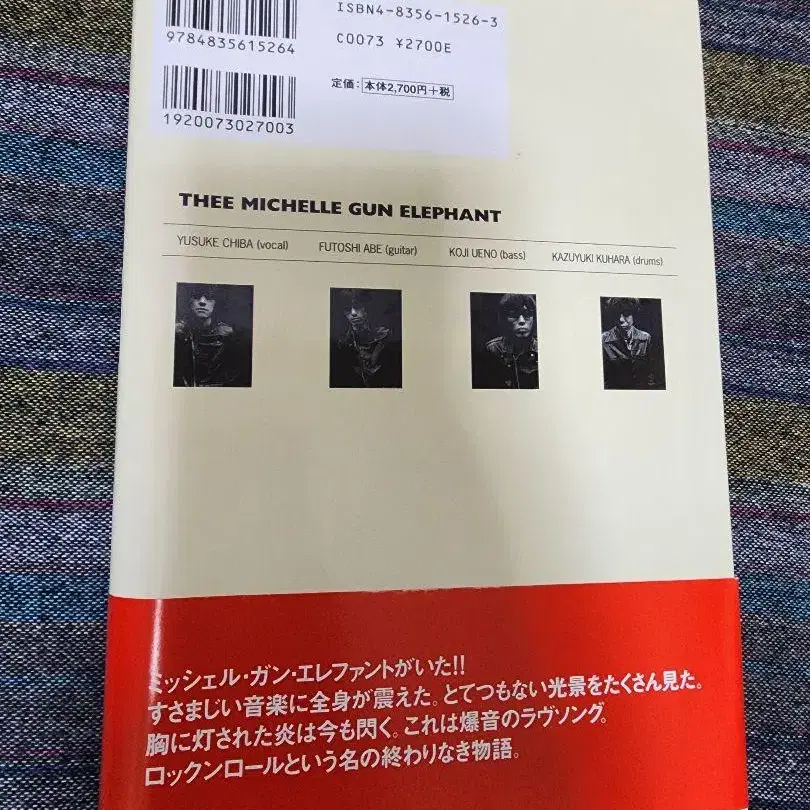 ISBN4-8356-1526-3
9784835615264
C0073 ¥2700E
定価：本体2,700円＋税
1920073027003
THEE MICHELLE GUN ELEPHANT
YUSUKE CHIBA (vocal) FUTOSHI ABE (guitar) KOJI UENO (bass) KAZUYUKI KUHARA (drums)
ミッシェル・ガン・エレファントがいた!!
すさまじい音楽に全身が震えた。とてつもない光景をたくさん見た。
胸に灯された炎は今も閃く。これは爆音のラヴソング。
ロックンロールという名の終わりなき物語。